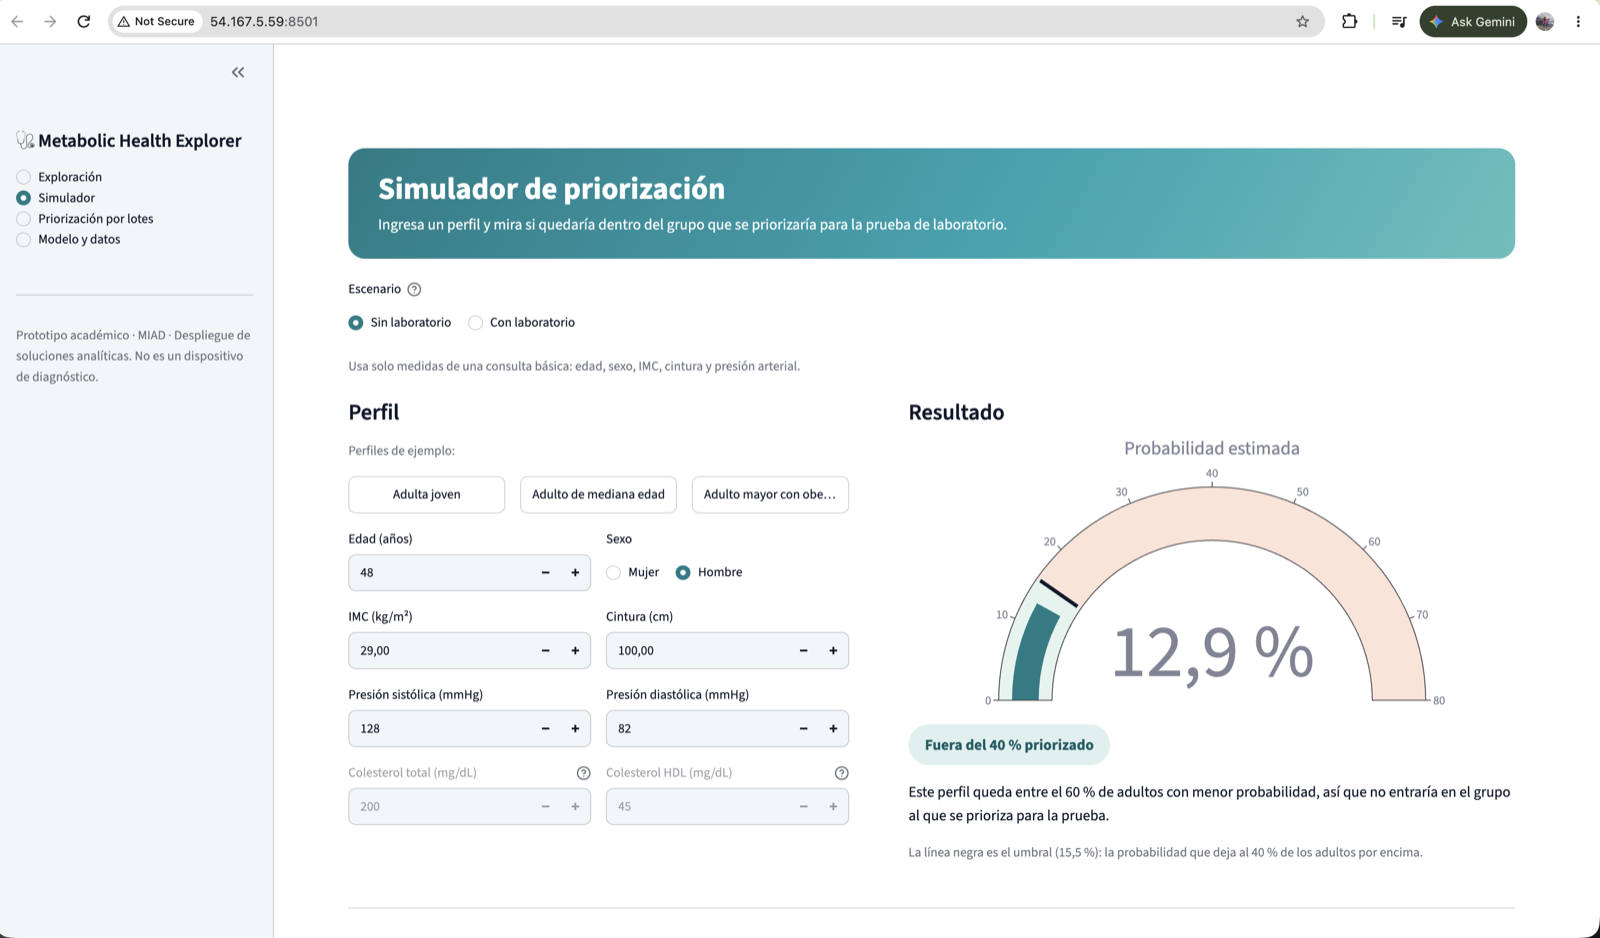 Not Secure
54.167.5.59:8501
Ask Gemini
Metabolic Health Explorer
Exploración
Simulador
Priorización por lotes
Modelo y datos
Prototipo académico · MIAD · Despliegue de
soluciones analíticas. No es un dispositivo
de diagnóstico.
Simulador de priorización
Ingresa un perfil y mira si quedaría dentro del grupo que se priorizaría para la prueba de laboratorio.
Escenario
Sin laboratorio
Con laboratorio
Usa solo medidas de una consulta básica: edad, sexo, IMC, cintura y presión arterial.
Perfil
Perfiles de ejemplo:
Adulta joven
Adulto de mediana edad
Adulto mayor con obe…
Edad (años)
48
Sexo
Mujer
Hombre
IMC (kg/m²)
29,00
Cintura (cm)
100,00
Presión sistólica (mmHg)
128
Presión diastólica (mmHg)
82
Colesterol total (mg/dL)
200
Colesterol HDL (mg/dL)
45
Resultado
Probabilidad estimada
0
10
20
30
40
50
60
70
80
12,9 %
Fuera del 40 % priorizado
Este perfil queda entre el 60 % de adultos con menor probabilidad, así que no entraría en el grupo
al que se prioriza para la prueba.
La línea negra es el umbral (15,5 %): la probabilidad que deja al 40 % de los adultos por encima.